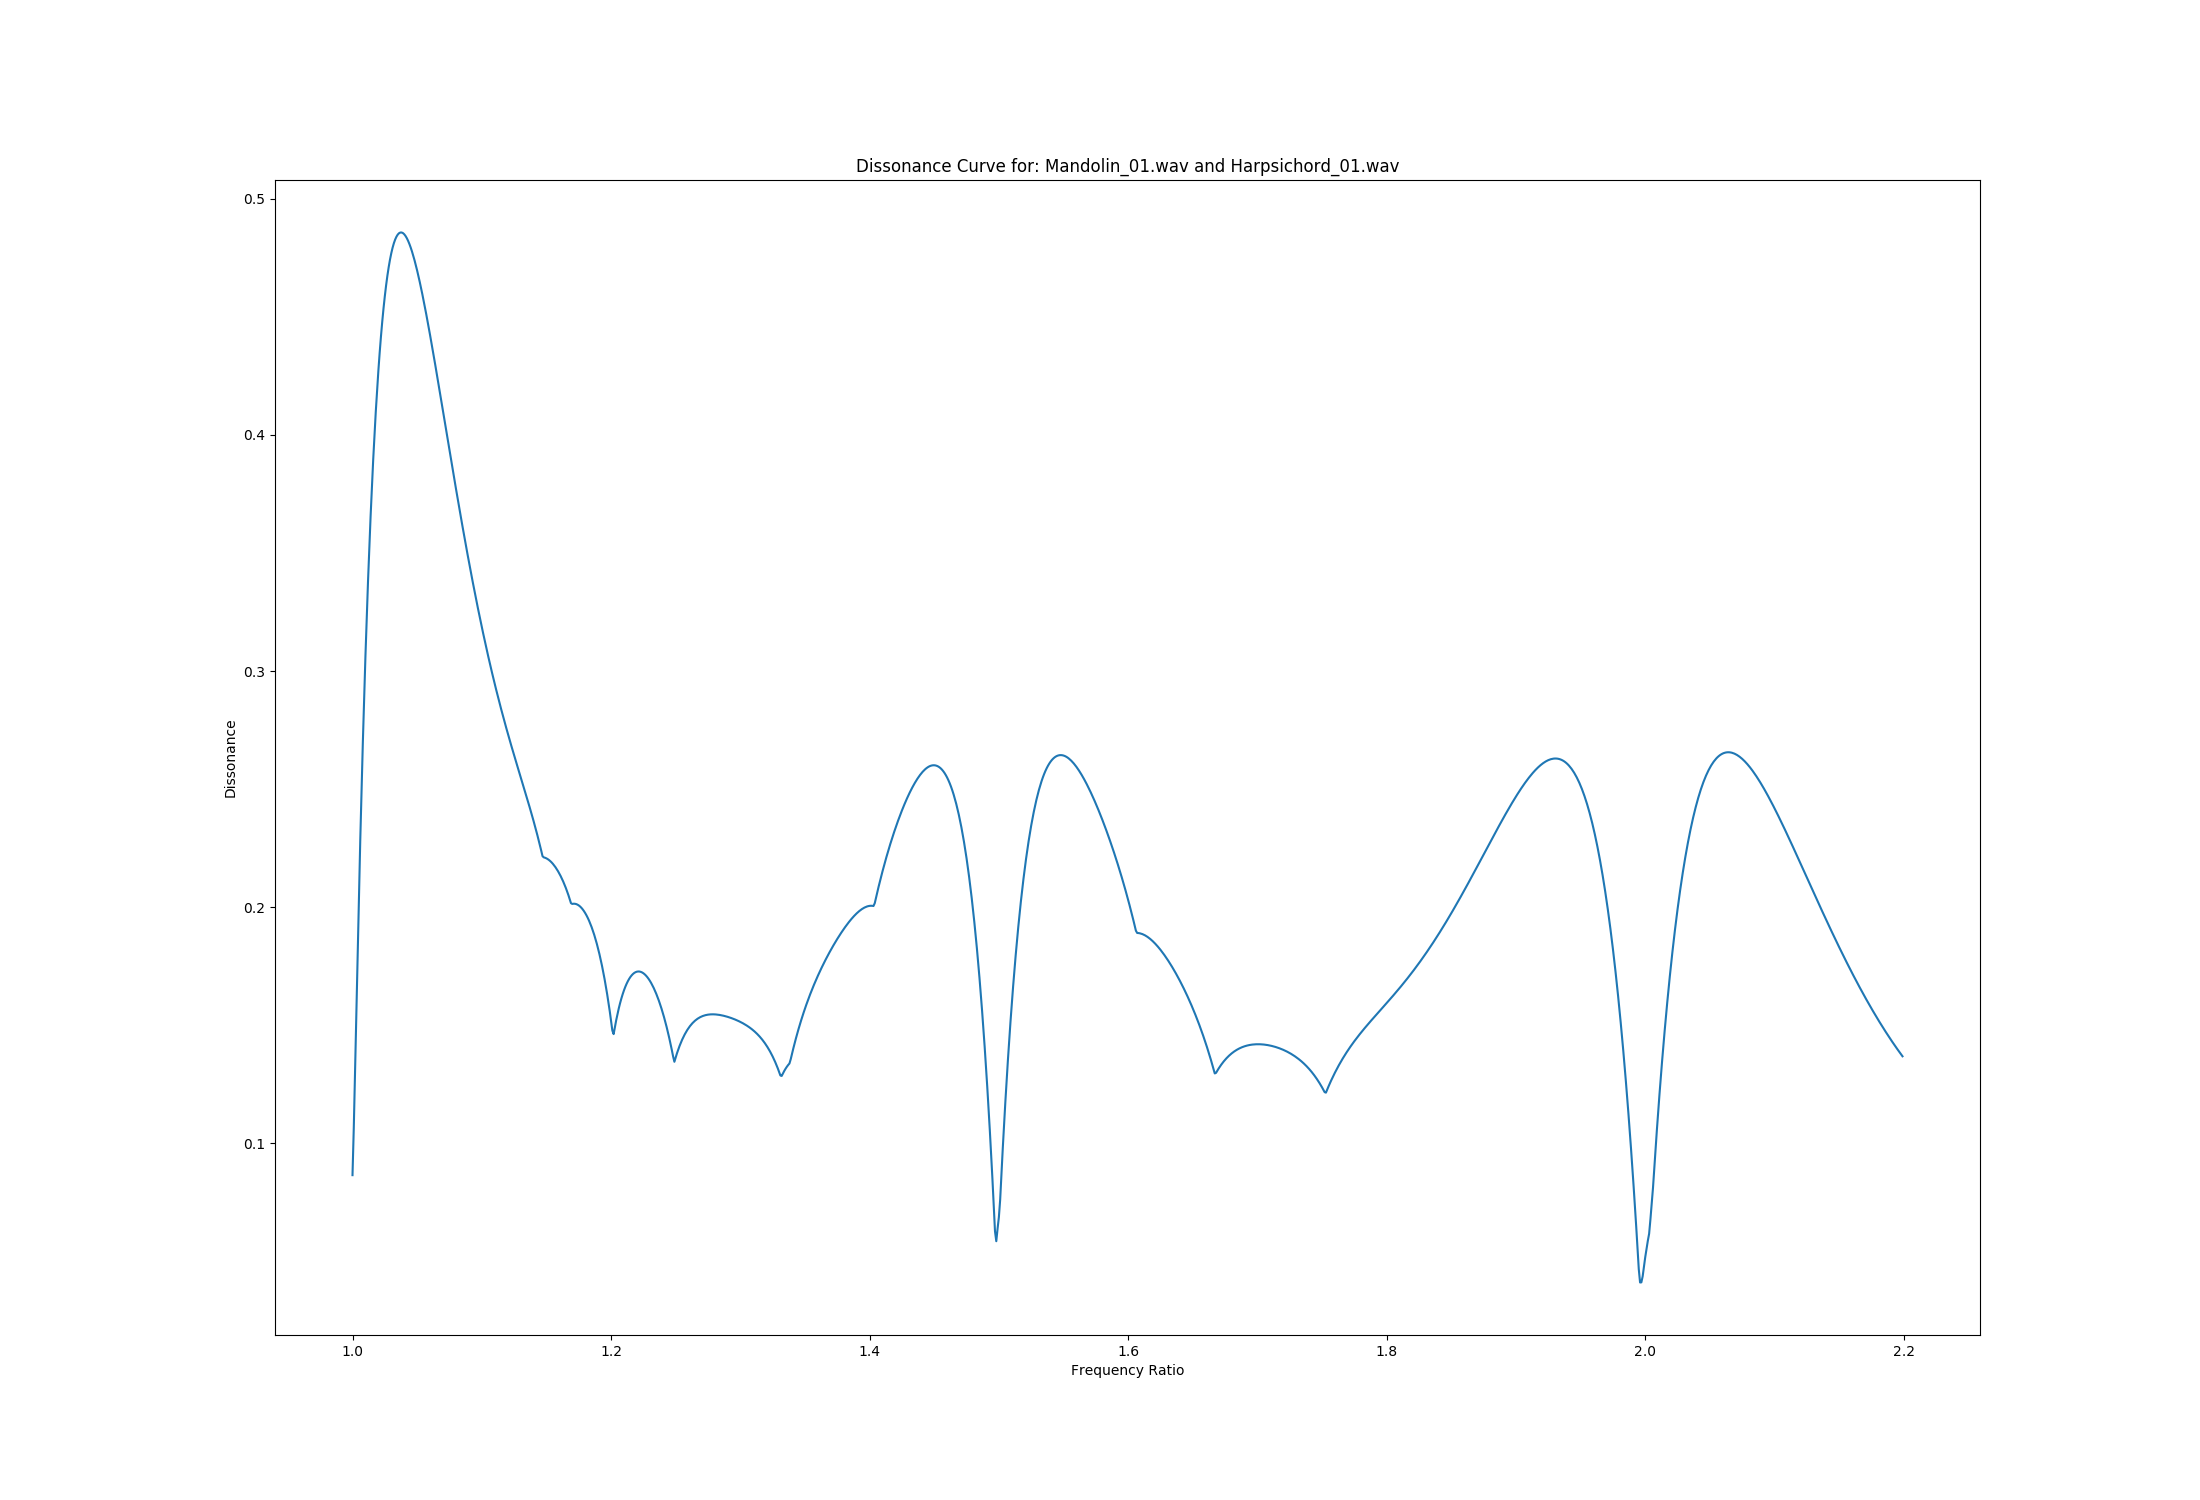 Dissonance Curve for: Mandolin_01.wav and Harpsichord_01.wav
0.5
0.4
0.3
0.2
0.1
Dissonance
1.0 1.2 1.4 1.6 1.8 2.0 2.2
Frequency Ratio